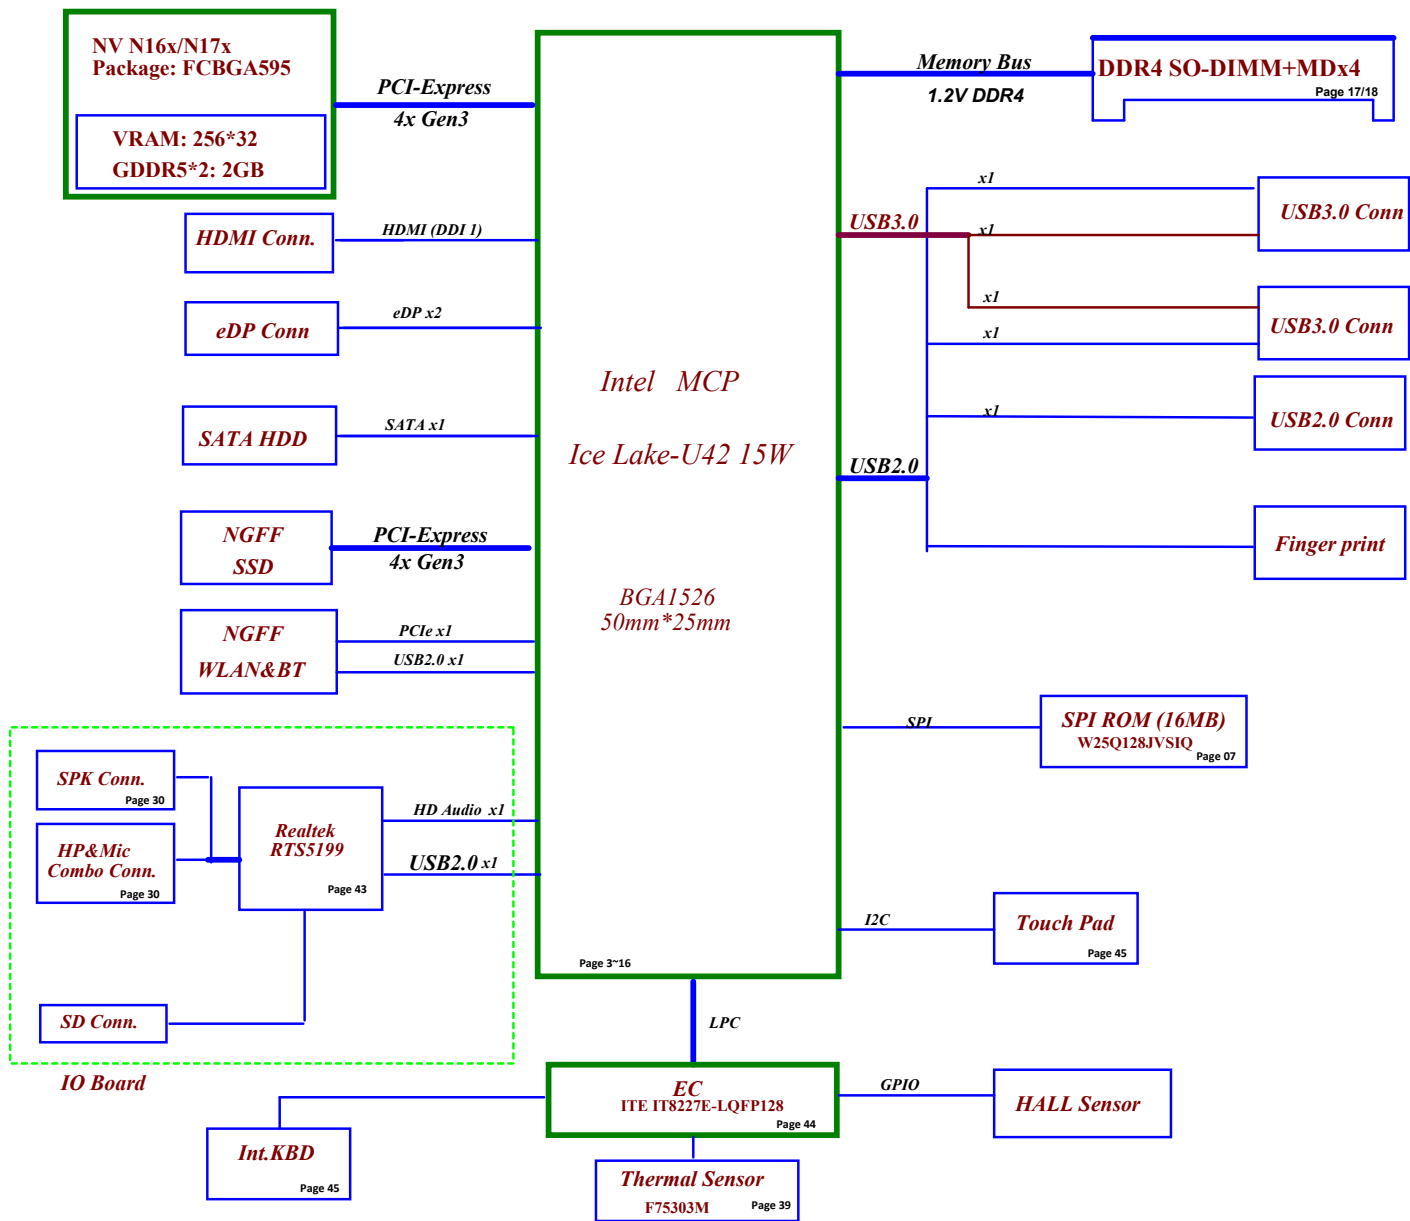 NV N16x/N17x
Package: FCBGA595
VRAM: 256*32
GDDR5*2: 2GB
PCI-Express
4x Gen3
Memory Bus
1.2V DDR4
DDR4 SO-DIMM+MDx4
Page 17/18
HDMI Conn.
HDMI (DDI 1)
eDP Conn
eDP x2
SATA HDD
SATA x1
NGFF
SSD
PCI-Express
4x Gen3
NGFF
WLAN&BT
PCIe x1
USB2.0 x1
Intel MCP
Ice Lake-U42 15W
BGA1526
50mm*25mm
Page 3~16
USB3.0
x1
x1
USB3.0 Conn
x1
x1
USB3.0 Conn
x1
USB2.0 Conn
USB2.0
Finger print
SPI
SPI ROM (16MB)
W25Q128JVSIQ
Page 07
I2C
Touch Pad
Page 45
SPK Conn.
Page 30
HP&Mic
Combo Conn.
Page 30
Realtek
RTS5199
Page 43
HD Audio x1
USB2.0 x1
SD Conn.
IO Board
LPC
EC
ITE IT8227E-LQFP128
Page 44
GPIO
HALL Sensor
Int.KBD
Page 45
Thermal Sensor
F75303M
Page 39